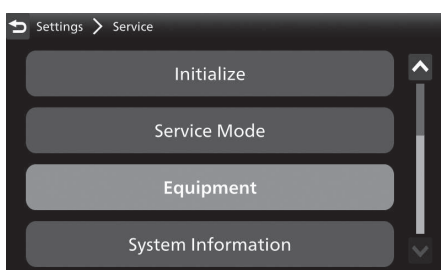 Settings > Service
Initialize
Service Mode
Equipment
System Information